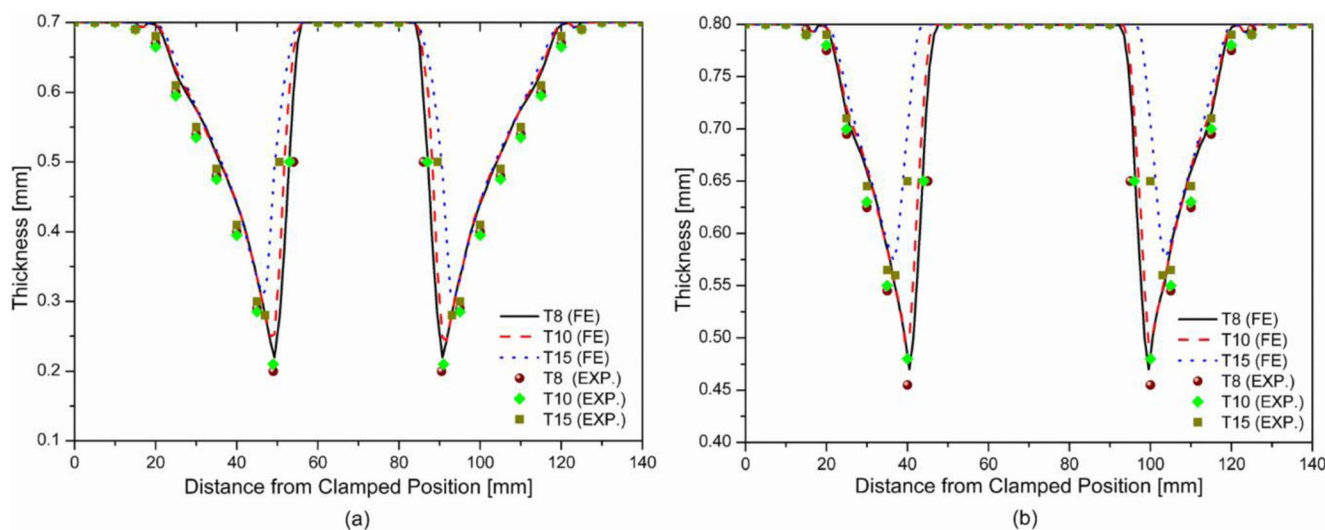 0.7
0.6
0.5
0.4
0.3
0.2
0.1
Thickness [mm]
T8 (FE)
T10 (FE)
T15 (FE)
T8 (EXP.)
T10 (EXP.)
T15 (EXP.)
0 20 40 60 80 100 120 140
Distance from Clamped Position [mm]
(a)
0.80
0.75
0.70
0.65
0.60
0.55
0.50
0.45
0.40
Thickness [mm]
T8 (FE)
T10 (FE)
T15 (FE)
T8 (EXP.)
T10 (EXP.)
T15 (EXP.)
0 20 40 60 80 100 120 140
Distance from Clamped Position [mm]
(b)